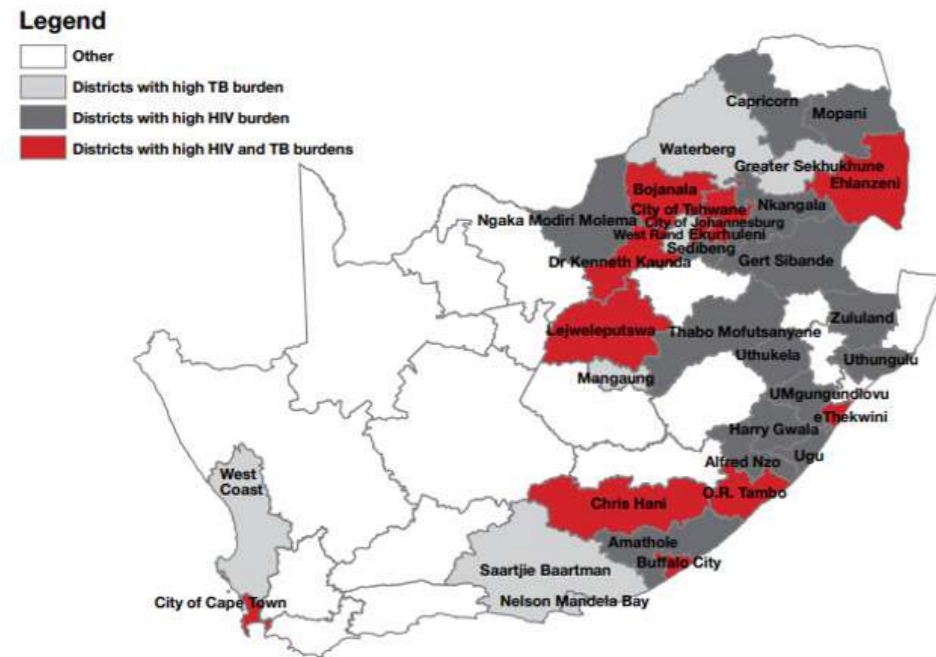 Legend
Other
Districts with high TB burden
Districts with high HIV burden
Districts with high HIV and TB burdens
Capricorn
Mopani
Waterberg
Greater Sekhukhune
Ehlanzeni
Bojanala
Nkangala
City of Tshwane
Ngaka Modiri Molema
City of Johannesburg
West Rand
Ekurhuleni
Sedibeng
Dr Kenneth Kaunda
Gert Sibande
Lejweleputswa
Thabo Mofutsanyane
Zululand
Uthukela
Uthungulu
Mangaung
UMgungundlovu
eThekwini
Harry Gwala
Ugu
Alfred Nzo
West
Coast
O.R. Tambo
Chris Hani
Amathole
Buffalo City
Saartjie Baartman
City of Cape Town
Nelson Mandela Bay